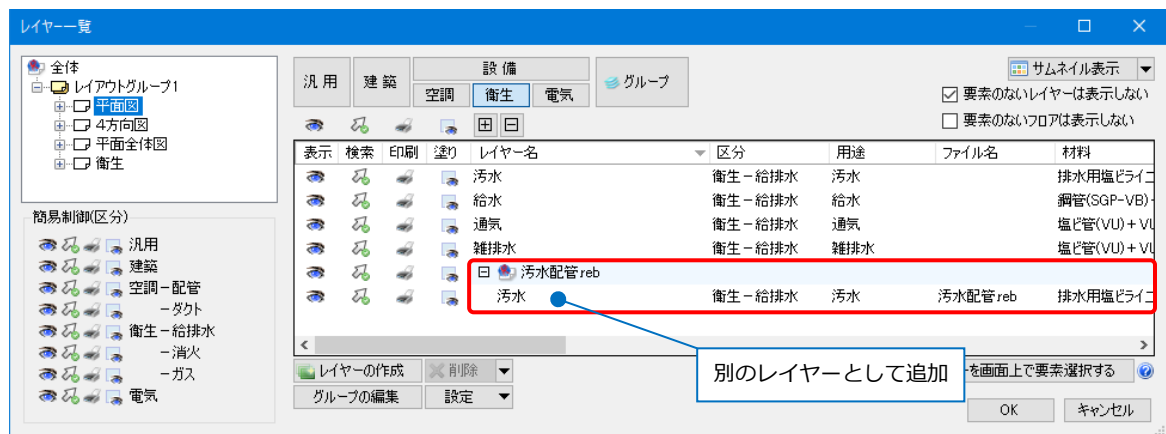 レイヤー一覧
全体
レイアウトグループ1
平面図
4方向図
平面全体図
衛生
簡易制御(区分)
汎用
建築
空調－配管
－ダクト
衛生－給排水
－消火
－ガス
電気
汎用
建築
設備
空調 衛生 電気
グループ
サムネイル表示
要素のないレイヤーは表示しない
要素のないフロアは表示しない
表示 検索 印刷 塗り レイヤー名 区分 用途 ファイル名 材料
汚水 衛生－給排水 汚水 排水用塩ビライニ
給水 衛生－給排水 給水 鋼管(SGP-VB)-
通気 衛生－給排水 通気 塩ビ管(VU)+VU
雑排水 衛生－給排水 雑排水 塩ビ管(VU)+VU
汚水配管reb
汚水 衛生－給排水 汚水 汚水配管reb 排水用塩ビライニ
別のレイヤーとして追加
レイヤーの作成 削除
ーを画面上で要素選択する
グループの編集 設定
OK キャンセル